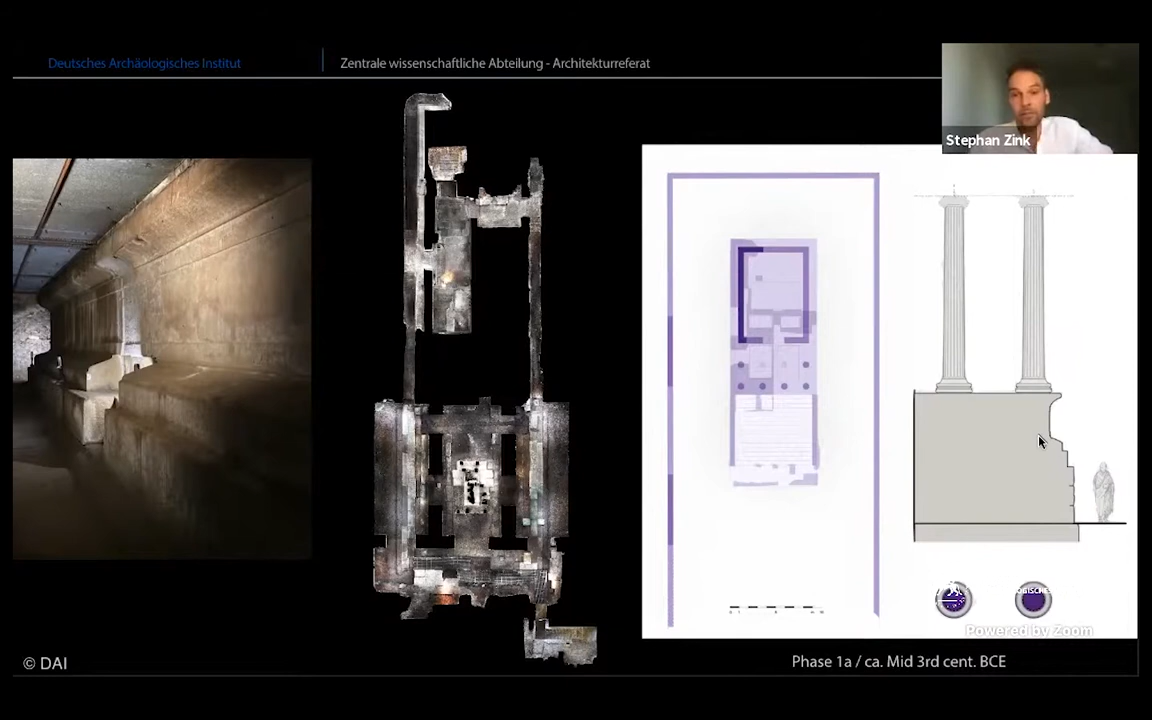 Deutsches Archäologisches Institut
Zentrale wissenschaftliche Abteilung - Architekturreferat
Stephan Zink
Powered by Zoom
© DAI
Phase 1a / ca. Mid 3rd cent. BCE